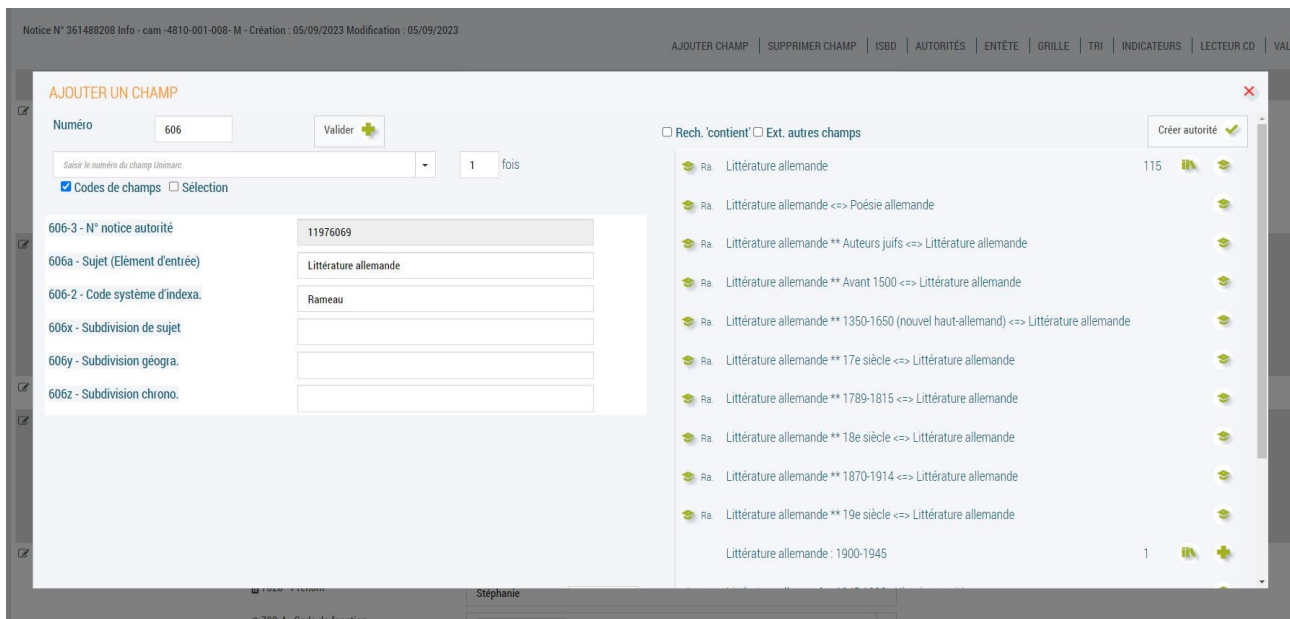 Notice N° 361488208 Info - cam -4810-001-008- M - Création : 05/09/2023 Modification : 05/09/2023
AJOUTER CHAMP | SUPPRIMER CHAMP | ISBD | AUTORITÉS | ENTÊTE | GRILLE | TRI | INDICATEURS | LECTEUR CD | VAL
AJOUTER UN CHAMP
Numéro 606 Valider
Saisir le numéro du champ Unimarc 1 fois
Codes de champs Sélection
606-3 - N° notice autorité 11976069
606a - Sujet (Elèment d'entrée) Littérature allemande
606-2 - Code système d'indexa. Rameau
606x - Subdivision de sujet
606y - Subdivision géogra.
606z - Subdivision chrono.
Rech. 'contient' Ext. autres champs Créer autorité
Ra. Littérature allemande 115
Ra. Littérature allemande <=> Poésie allemande
Ra. Littérature allemande ** Auteurs juifs <=> Littérature allemande
Ra. Littérature allemande ** Avant 1500 <=> Littérature allemande
Ra. Littérature allemande ** 1350-1650 (nouvel haut-allemand) <=> Littérature allemande
Ra. Littérature allemande ** 17e siècle <=> Littérature allemande
Ra. Littérature allemande ** 1789-1815 <=> Littérature allemande
Ra. Littérature allemande ** 18e siècle <=> Littérature allemande
Ra. Littérature allemande ** 1870-1914 <=> Littérature allemande
Ra. Littérature allemande ** 19e siècle <=> Littérature allemande
Littérature allemande : 1900-1945 1
Stéphanie